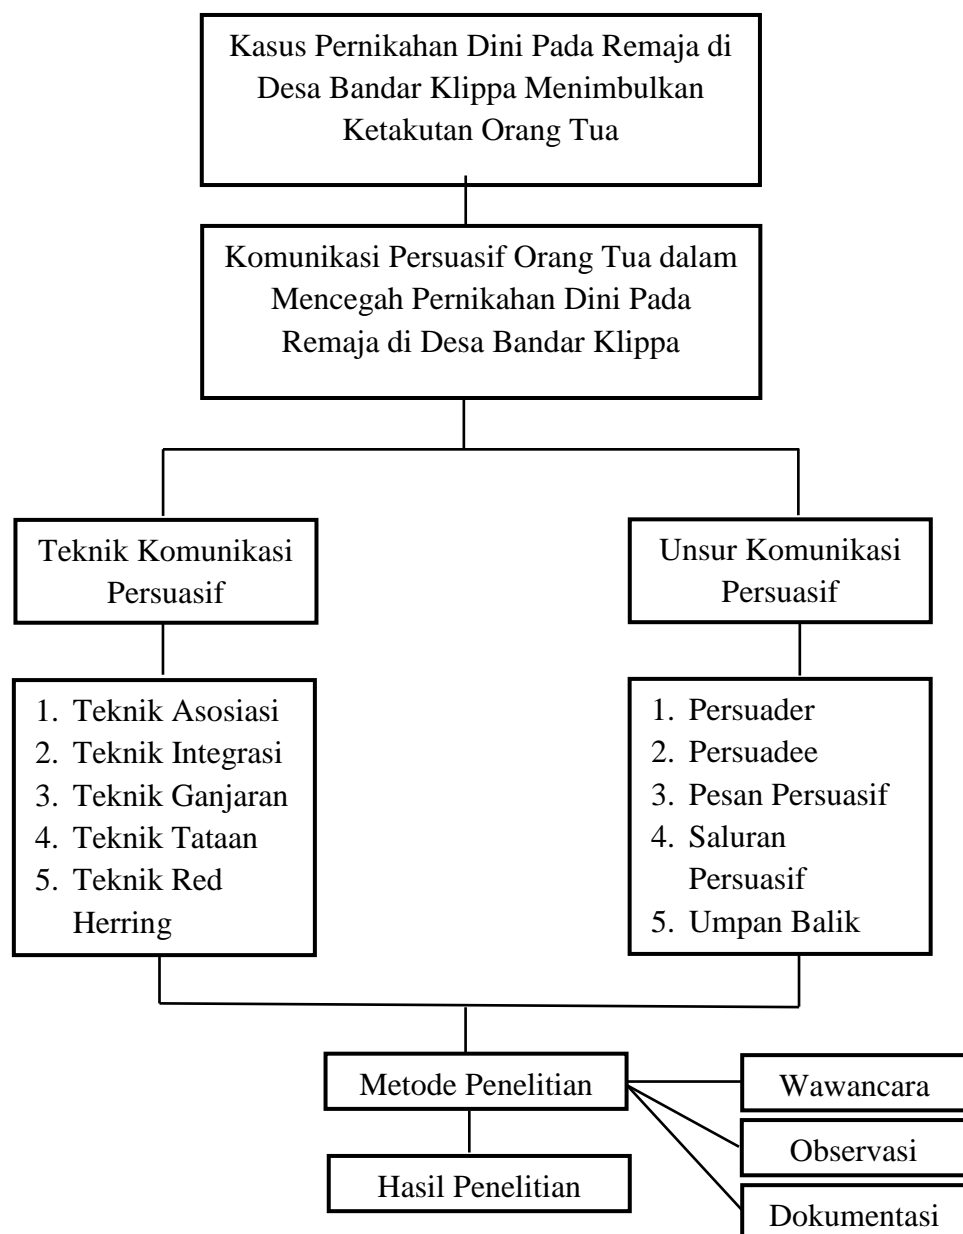 Kasus Pernikahan Dini Pada Remaja di
Desa Bandar Klippa Menimbulkan
Ketakutan Orang Tua
Komunikasi Persuasif Orang Tua dalam
Mencegah Pernikahan Dini Pada
Remaja di Desa Bandar Klippa
Teknik Komunikasi
Persuasif
Unsur Komunikasi
Persuasif
1. Teknik Asosiasi
2. Teknik Integrasi
3. Teknik Ganjaran
4. Teknik Tataan
5. Teknik Red
Herring
1. Persuader
2. Persuadee
3. Pesan Persuasif
4. Saluran
Persuasif
5. Umpan Balik
Metode Penelitian
Wawancara
Observasi
Hasil Penelitian
Dokumentasi